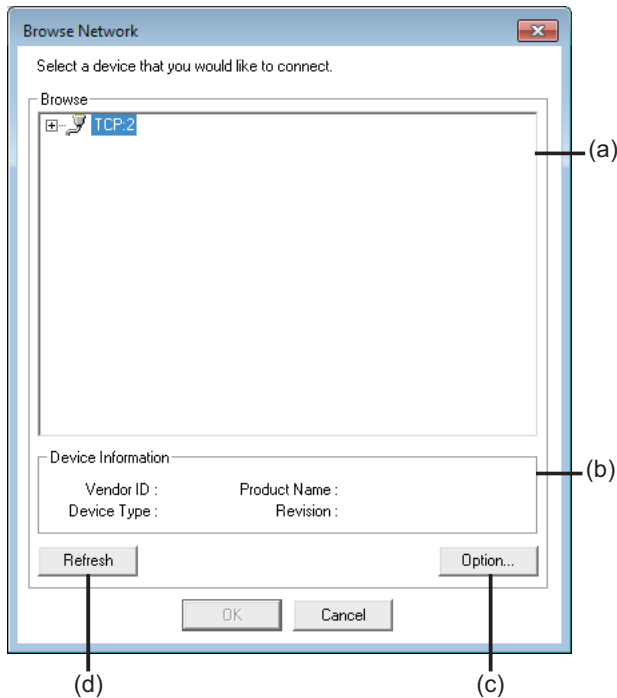 Browse Network
Select a device that you would like to connect.
Browse
TCP:2
(a)
Device Information
(b)
Vendor ID : Product Name :
Device Type : Revision :
Refresh Option...
OK Cancel
(d) (c)